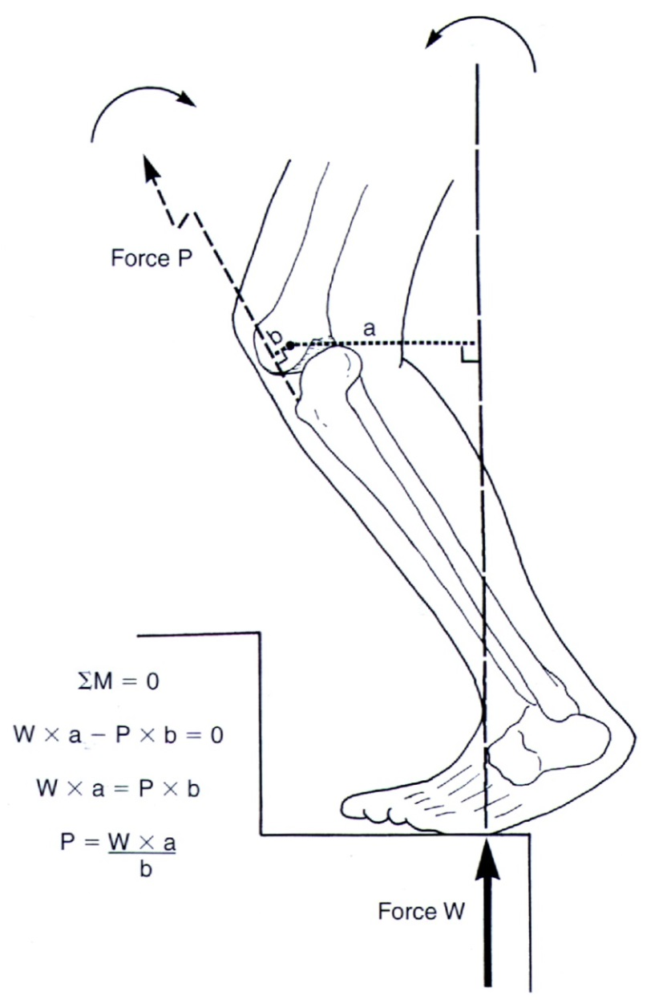 Force P
b
a
ΣM = 0
W × a – P × b = 0
W × a = P × b
P = W × a
b
Force W